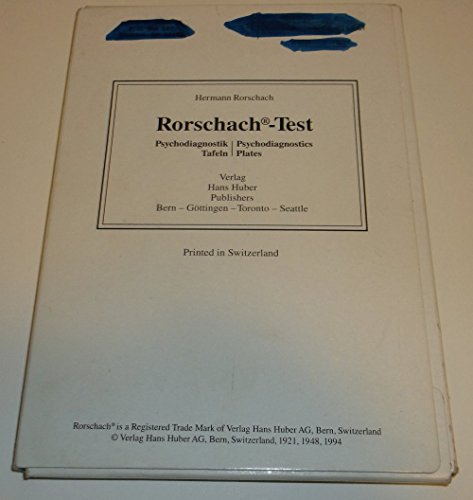 Hermann Rorschach
Rorschach®-Test
Psychodiagnostik | Psychodiagnostics
Tafeln | Plates
Verlag
Hans Huber
Publishers
Bern – Göttingen – Toronto – Seattle
Printed in Switzerland
Rorschach® is a Registered Trade Mark of Verlag Hans Huber AG, Bern, Switzerland
© Verlag Hans Huber AG, Bern, Switzerland, 1921, 1948, 1994